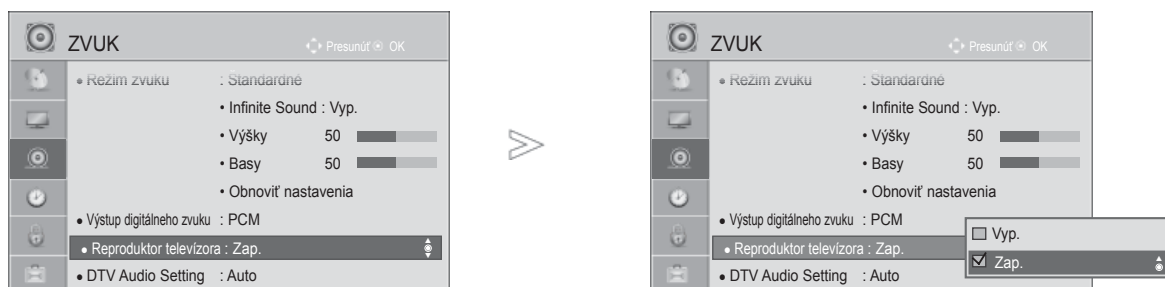 ZVUK
Presunúť OK
• Režim zvuku : Štandardné
• Infinite Sound : Vyp.
• Výšky 50
• Basy 50
• Obnoviť nastavenia
• Výstup digitálneho zvuku : PCM
• Reproduktor televízora : Zap.
• DTV Audio Setting : Auto
ZVUK
Presunúť OK
• Režim zvuku : Štandardné
• Infinite Sound : Vyp.
• Výšky 50
• Basy 50
• Obnoviť nastavenia
• Výstup digitálneho zvuku : PCM
• Reproduktor televízora : Zap.
• DTV Audio Setting : Auto
Vyp.
Zap.